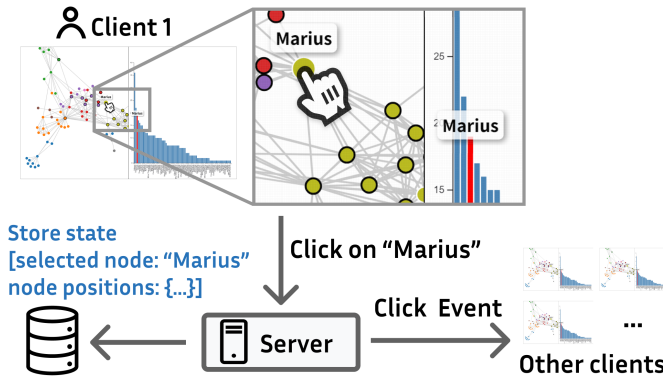 Client 1
Marius
25
2
Marius
15
Store state
[selected node: “Marius”
node positions: {...}]
Click on “Marius”
Click Event
Server
...
Other clients